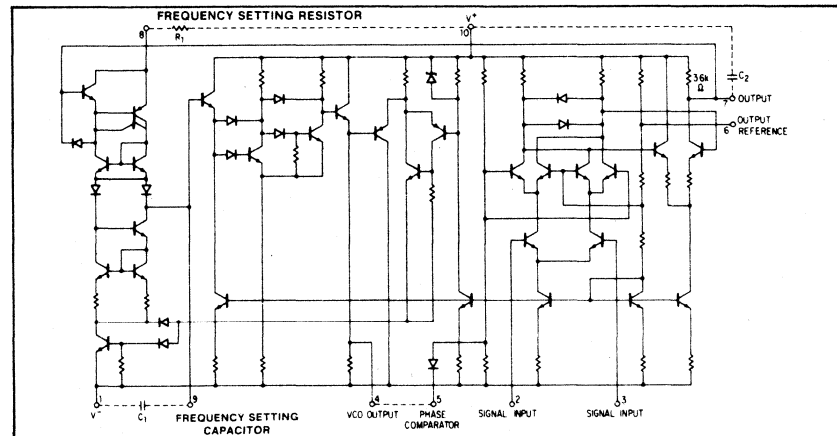 FREQUENCY SETTING RESISTOR
V+
8
R1
10
C2
3.6k
Ω
7
OUTPUT
6
OUTPUT
REFERENCE
1
V-
C1
9
FREQUENCY SETTING
CAPACITOR
4
VCO OUTPUT
5
PHASE
COMPARATOR
2
SIGNAL INPUT
3
SIGNAL INPUT